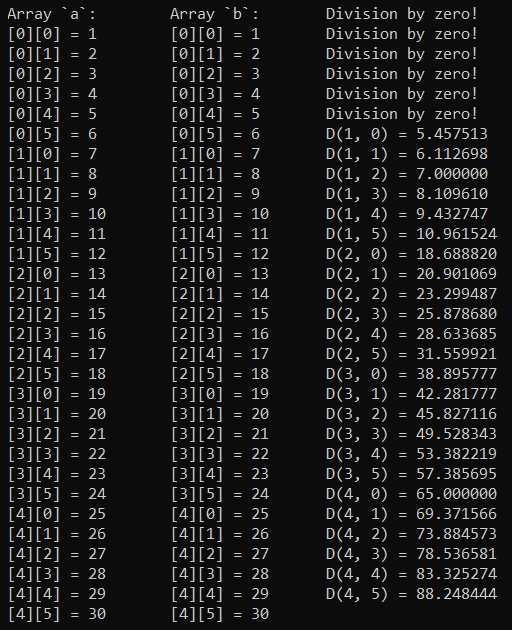 Array `a`: Array `b`: Division by zero!
[0][0] = 1 [0][0] = 1 Division by zero!
[0][1] = 2 [0][1] = 2 Division by zero!
[0][2] = 3 [0][2] = 3 Division by zero!
[0][3] = 4 [0][3] = 4 Division by zero!
[0][4] = 5 [0][4] = 5 Division by zero!
[0][5] = 6 [0][5] = 6 D(1, 0) = 5.457513
[1][0] = 7 [1][0] = 7 D(1, 1) = 6.112698
[1][1] = 8 [1][1] = 8 D(1, 2) = 7.000000
[1][2] = 9 [1][2] = 9 D(1, 3) = 8.109610
[1][3] = 10 [1][3] = 10 D(1, 4) = 9.432747
[1][4] = 11 [1][4] = 11 D(1, 5) = 10.961524
[1][5] = 12 [1][5] = 12 D(2, 0) = 18.688820
[2][0] = 13 [2][0] = 13 D(2, 1) = 20.901069
[2][1] = 14 [2][1] = 14 D(2, 2) = 23.299487
[2][2] = 15 [2][2] = 15 D(2, 3) = 25.878680
[2][3] = 16 [2][3] = 16 D(2, 4) = 28.633685
[2][4] = 17 [2][4] = 17 D(2, 5) = 31.559921
[2][5] = 18 [2][5] = 18 D(3, 0) = 38.895777
[3][0] = 19 [3][0] = 19 D(3, 1) = 42.281777
[3][1] = 20 [3][1] = 20 D(3, 2) = 45.827116
[3][2] = 21 [3][2] = 21 D(3, 3) = 49.528343
[3][3] = 22 [3][3] = 22 D(3, 4) = 53.382219
[3][4] = 23 [3][4] = 23 D(3, 5) = 57.385695
[3][5] = 24 [3][5] = 24 D(4, 0) = 65.000000
[4][0] = 25 [4][0] = 25 D(4, 1) = 69.371566
[4][1] = 26 [4][1] = 26 D(4, 2) = 73.884573
[4][2] = 27 [4][2] = 27 D(4, 3) = 78.536581
[4][3] = 28 [4][3] = 28 D(4, 4) = 83.325274
[4][4] = 29 [4][4] = 29 D(4, 5) = 88.248444
[4][5] = 30 [4][5] = 30